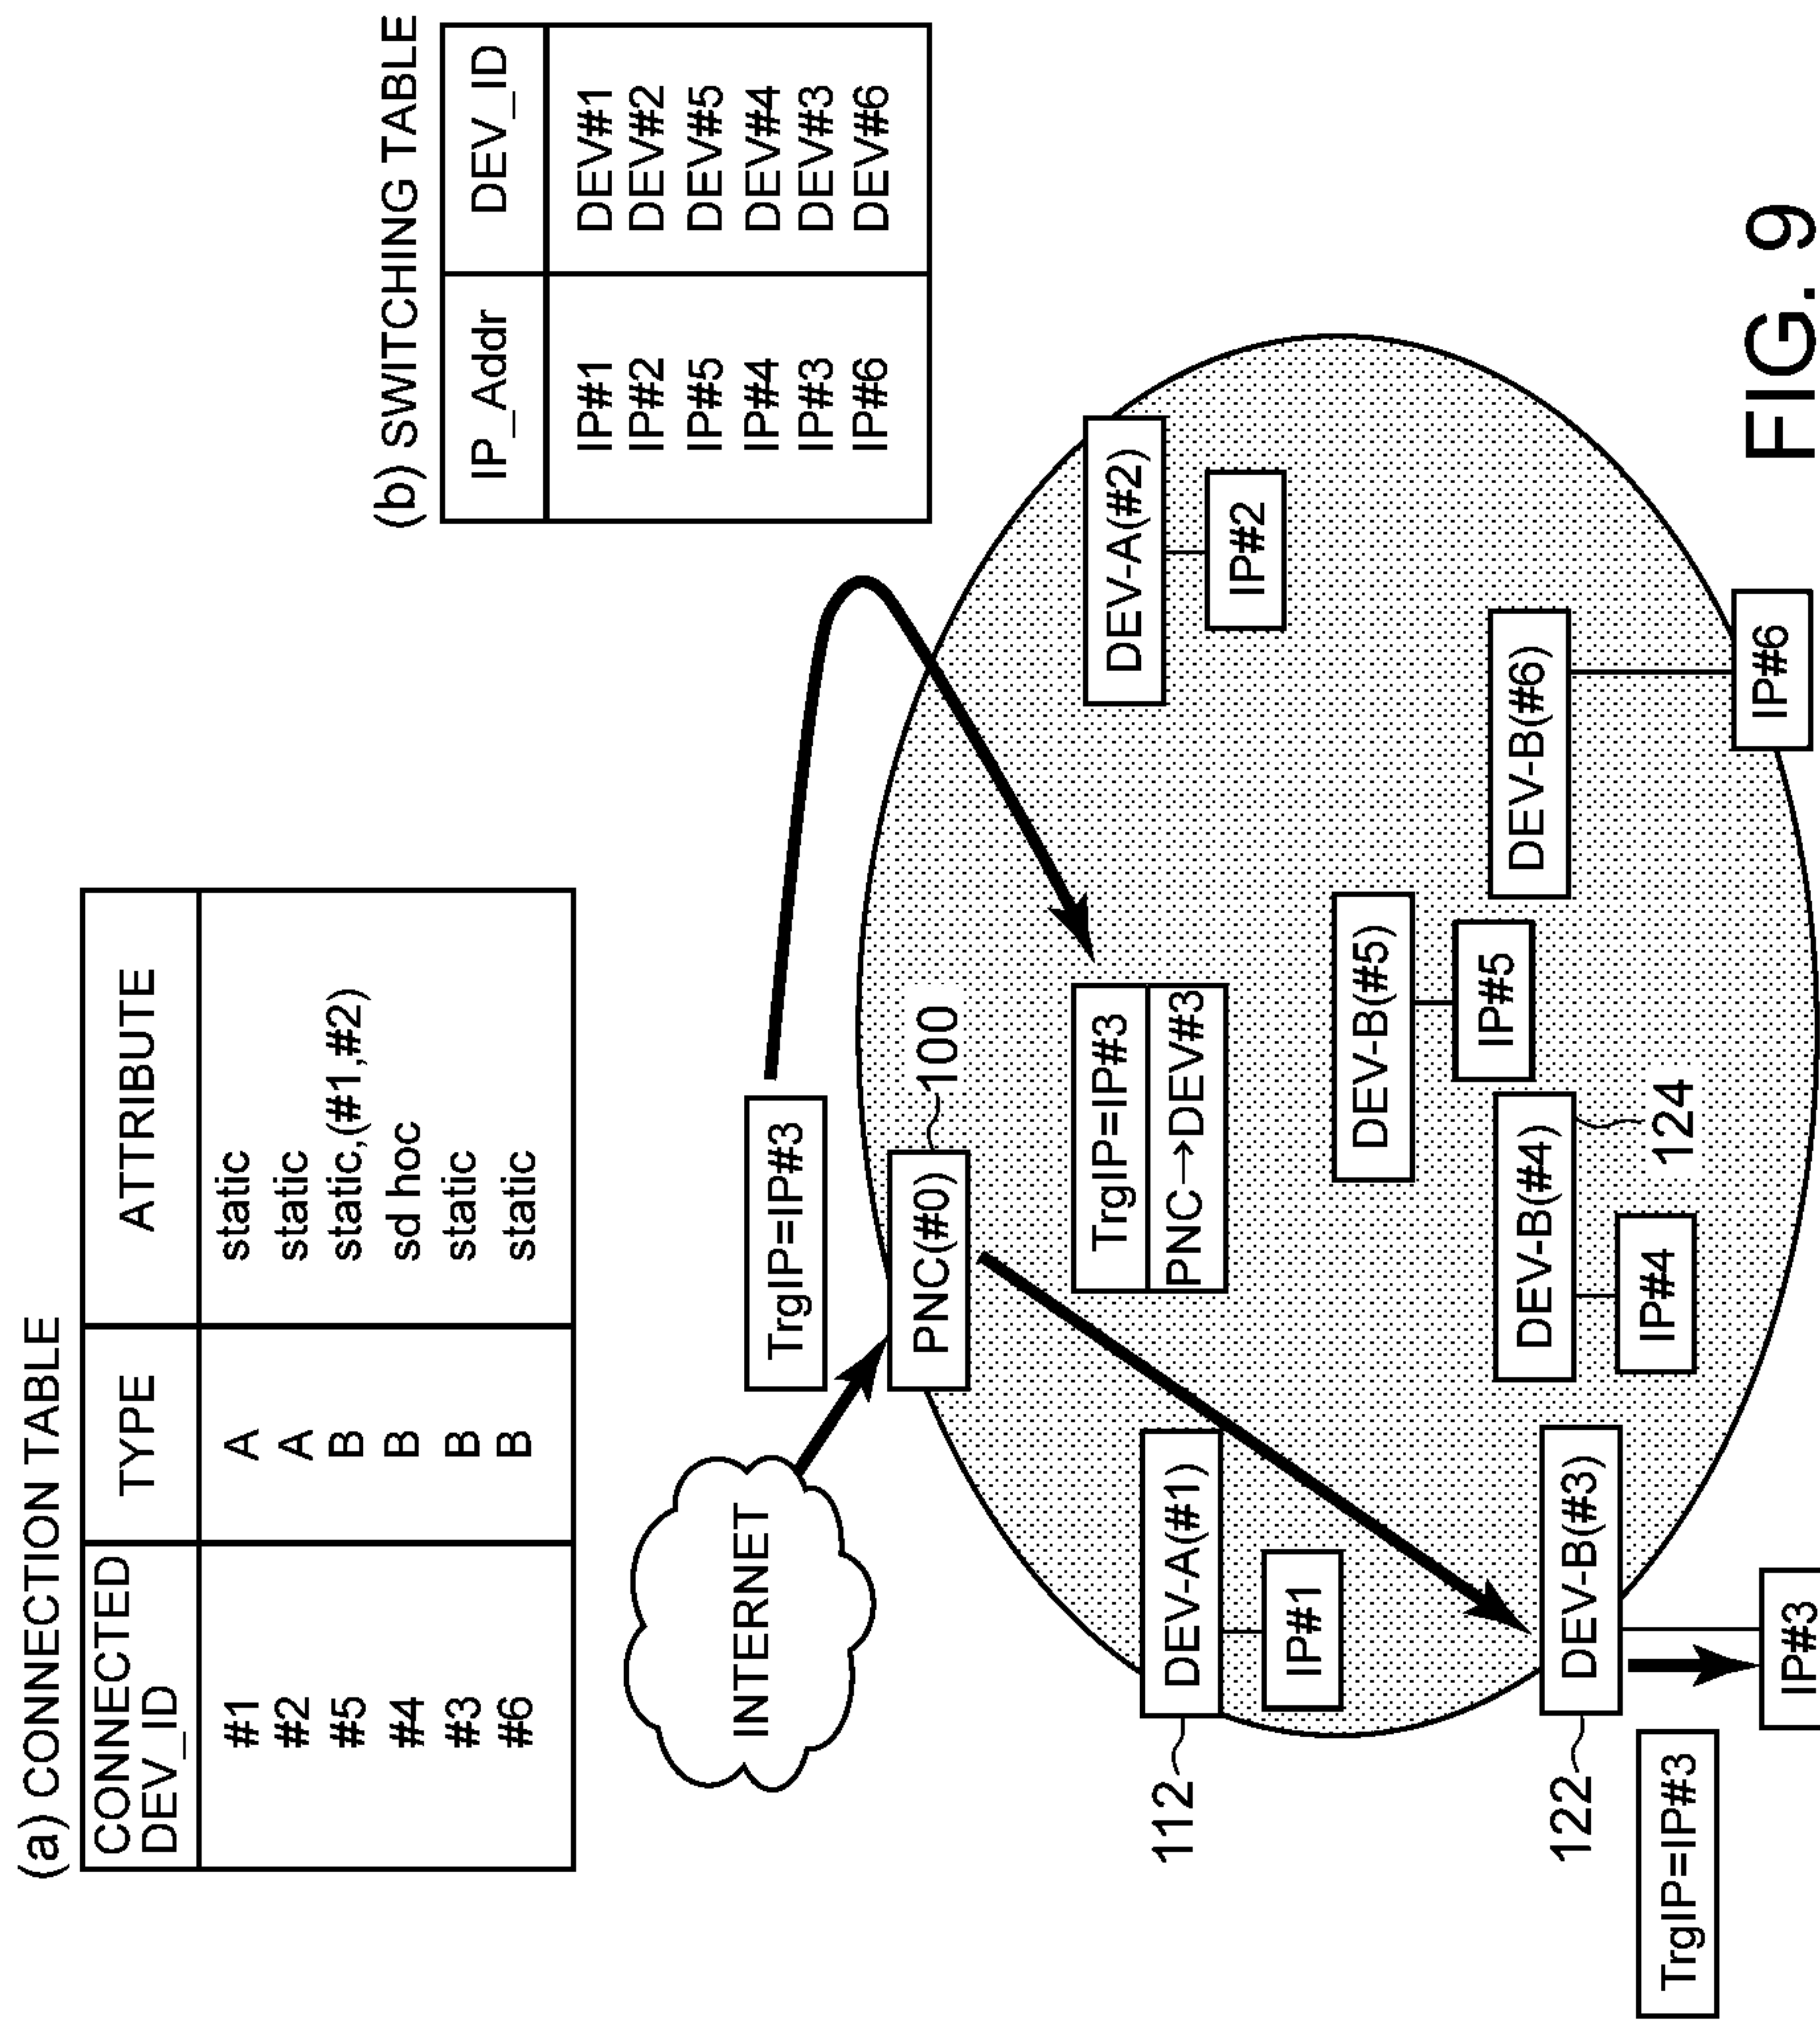 (a) CONNECTION TABLE
CONNECTED DEV_ID TYPE ATTRIBUTE
#1 A static
#2 A static
#5 B static,(#1,#2)
#4 B sd hoc
#3 B static
#6 B static
(b) SWITCHING TABLE
IP_Addr DEV_ID
IP#1 DEV#1
IP#2 DEV#2
IP#5 DEV#5
IP#4 DEV#4
IP#3 DEV#3
IP#6 DEV#6
INTERNET
TrgIP=IP#3
PNC(#0)
100
TrgIP=IP#3
PNC→DEV#3
DEV-A(#2)
IP#2
112
DEV-A(#1)
IP#1
DEV-B(#5)
IP#5
DEV-B(#4)
124
IP#4
DEV-B(#6)
IP#6
122
DEV-B(#3)
TrgIP=IP#3
IP#3
FIG. 9